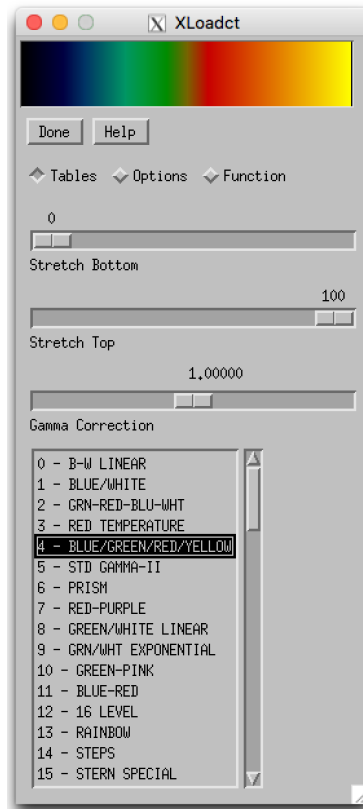 XLoadct
Done Help
Tables Options Function
0
Stretch Bottom
100
Stretch Top
1.00000
Gamma Correction
0 - B-W LINEAR
1 - BLUE/WHITE
2 - GRN-RED-BLU-WHT
3 - RED TEMPERATURE
4 - BLUE/GREEN/RED/YELLOW
5 - STD GAMMA-II
6 - PRISM
7 - RED-PURPLE
8 - GREEN/WHITE LINEAR
9 - GRN/WHT EXPONENTIAL
10 - GREEN-PINK
11 - BLUE-RED
12 - 16 LEVEL
13 - RAINBOW
14 - STEPS
15 - STERN SPECIAL